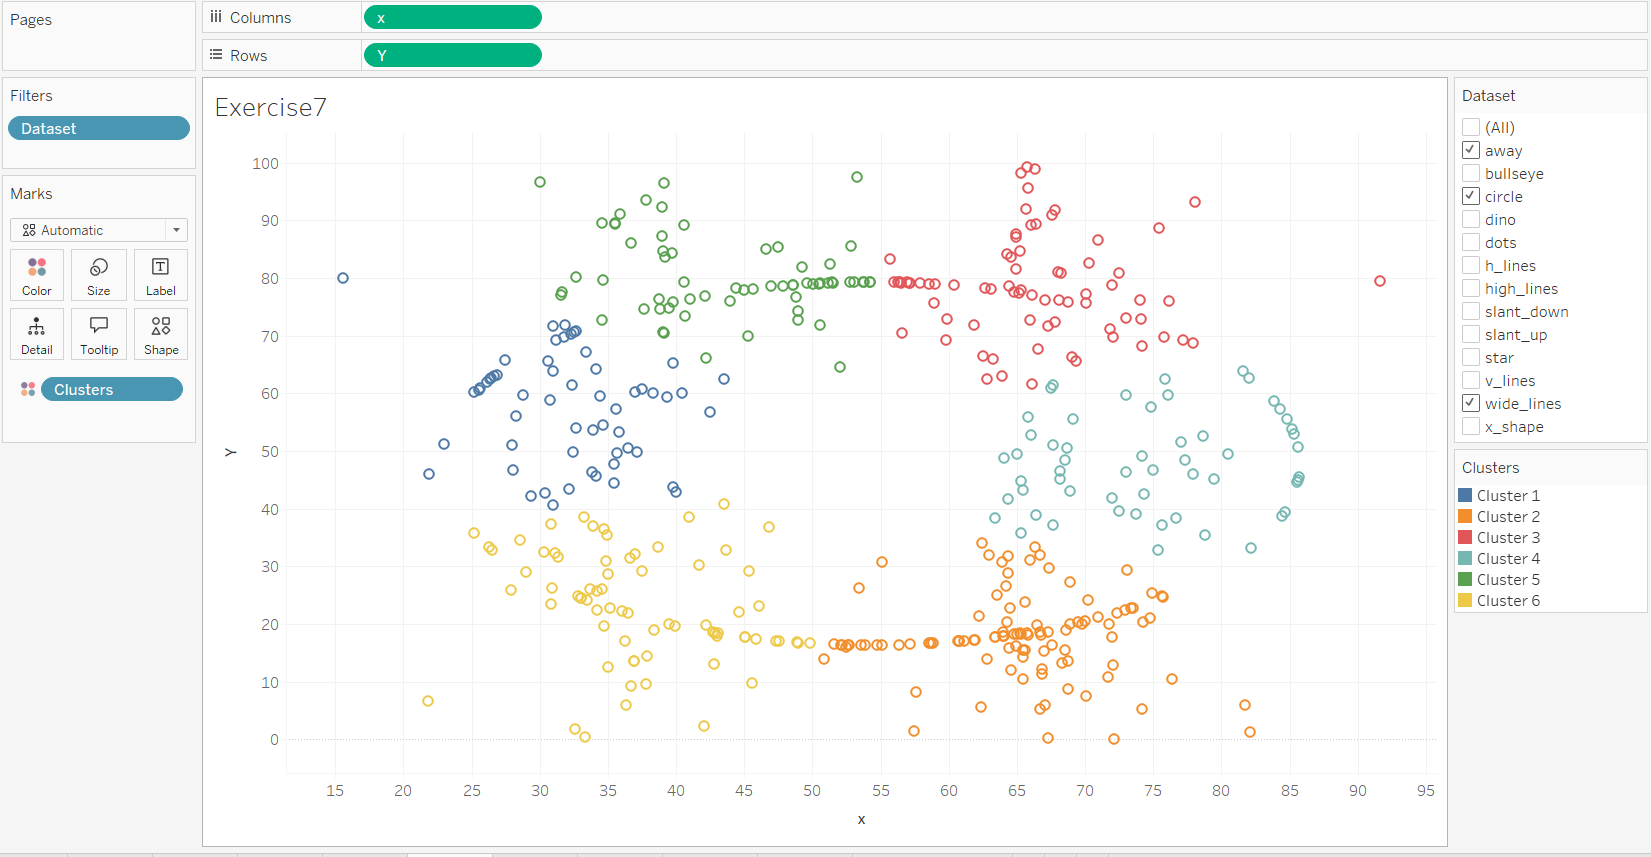 Pages
Columns
x
Rows
Y
Filters
Dataset
Marks
Automatic
Color
Size
Label
Detail
Tooltip
Shape
Clusters
Exercise7
100
90
80
70
60
50
40
30
20
10
0
Y
15 20 25 30 35 40 45 50 55 60 65 70 75 80 85 90 95
x
Dataset
(All)
away
bullseye
circle
dino
dots
h_lines
high_lines
slant_down
slant_up
star
v_lines
wide_lines
x_shape
Clusters
Cluster 1
Cluster 2
Cluster 3
Cluster 4
Cluster 5
Cluster 6